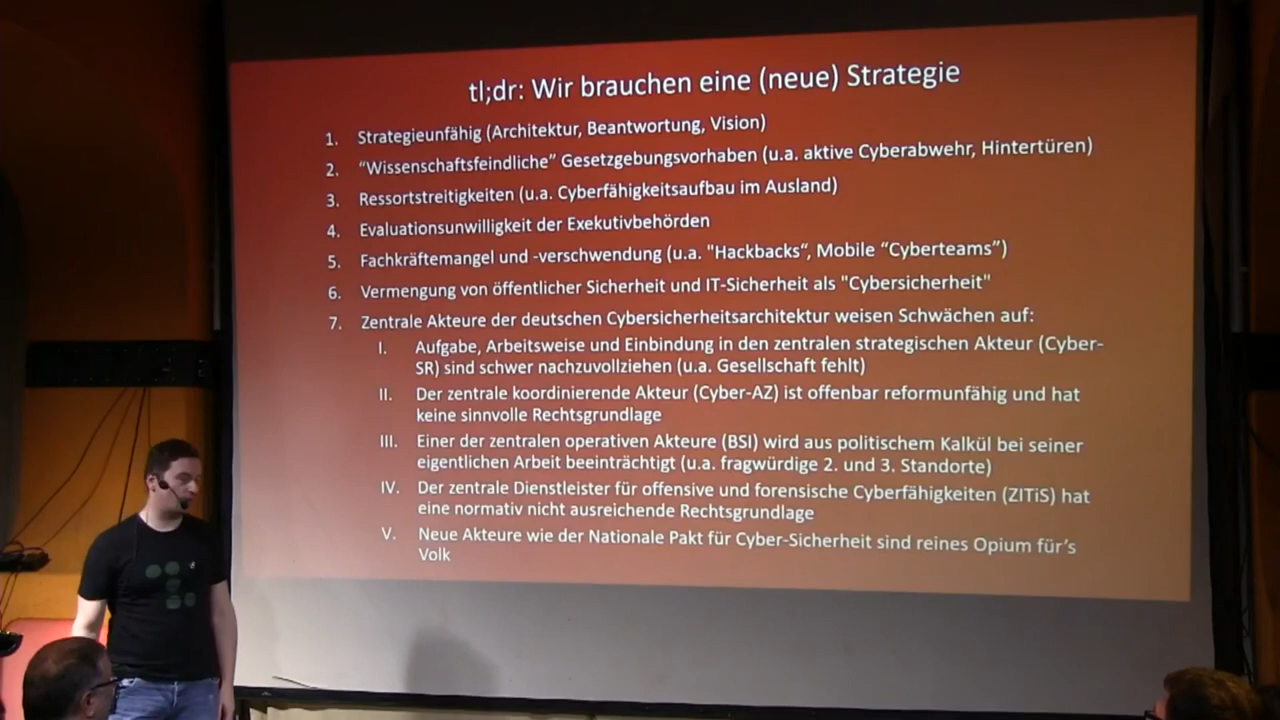 tl;dr: Wir brauchen eine (neue) Strategie
1. Strategieunfähig (Architektur, Beantwortung, Vision)
2. “Wissenschaftsfeindliche” Gesetzgebungsvorhaben (u.a. aktive Cyberabwehr, Hintertüren)
3. Ressortstreitigkeiten (u.a. Cyberfähigkeitsaufbau im Ausland)
4. Evaluationsunwilligkeit der Exekutivbehörden
5. Fachkräftemangel und -verschwendung (u.a. "Hackbacks“, Mobile “Cyberteams”)
6. Vermengung von öffentlicher Sicherheit und IT-Sicherheit als "Cybersicherheit"
7. Zentrale Akteure der deutschen Cybersicherheitsarchitektur weisen Schwächen auf:
I. Aufgabe, Arbeitsweise und Einbindung in den zentralen strategischen Akteur (Cyber-
SR) sind schwer nachzuvollziehen (u.a. Gesellschaft fehlt)
II. Der zentrale koordinierende Akteur (Cyber-AZ) ist offenbar reformunfähig und hat
keine sinnvolle Rechtsgrundlage
III. Einer der zentralen operativen Akteure (BSI) wird aus politischem Kalkül bei seiner
eigentlichen Arbeit beeinträchtigt (u.a. fragwürdige 2. und 3. Standorte)
IV. Der zentrale Dienstleister für offensive und forensische Cyberfähigkeiten (ZITiS) hat
eine normativ nicht ausreichende Rechtsgrundlage
V. Neue Akteure wie der Nationale Pakt für Cyber-Sicherheit sind reines Opium für’s
Volk